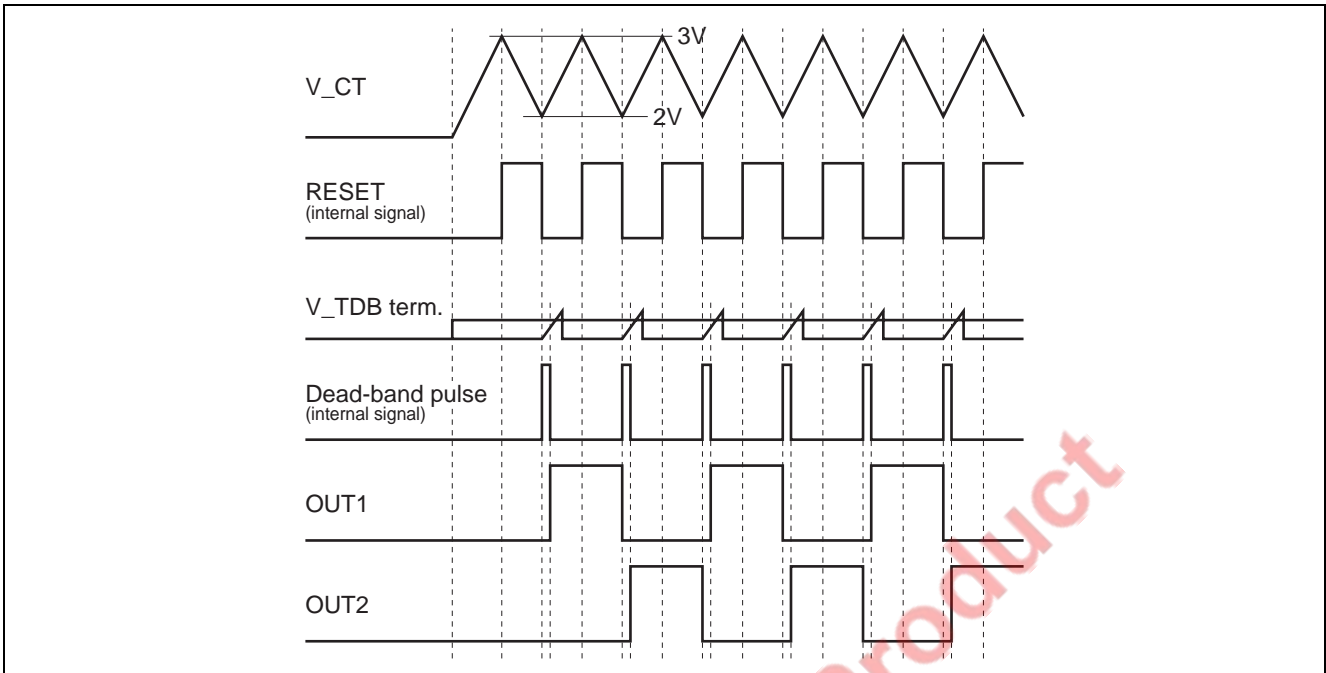 3V
V_CT
2V
RESET
(internal signal)
V_TDB term.
Dead-band pulse
(internal signal)
OUT1
OUT2